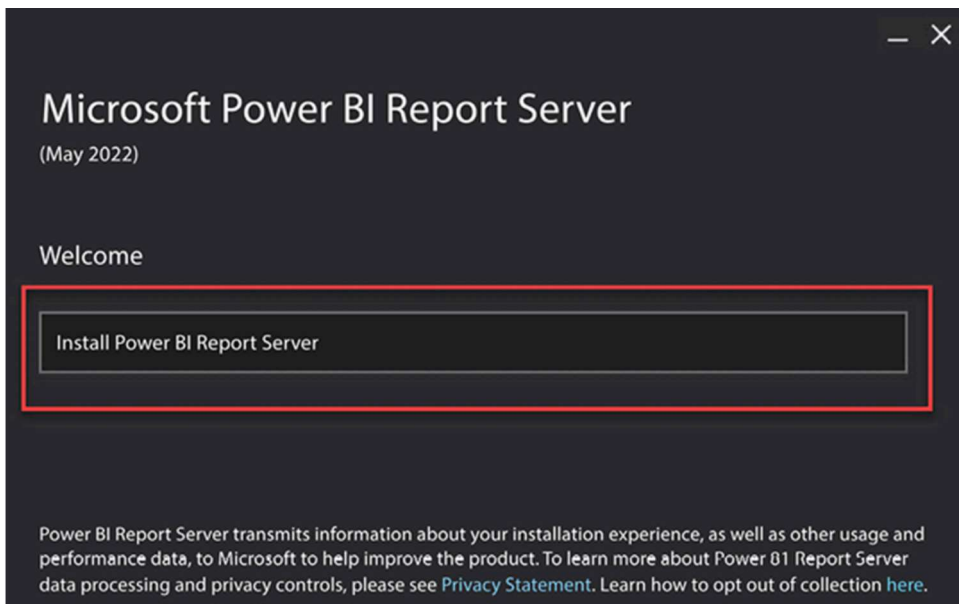 Microsoft Power BI Report Server
(May 2022)
Welcome
Install Power BI Report Server
Power BI Report Server transmits information about your installation experience, as well as other usage and
performance data, to Microsoft to help improve the product. To learn more about Power 81 Report Server
data processing and privacy controls, please see Privacy Statement. Learn how to opt out of collection here.